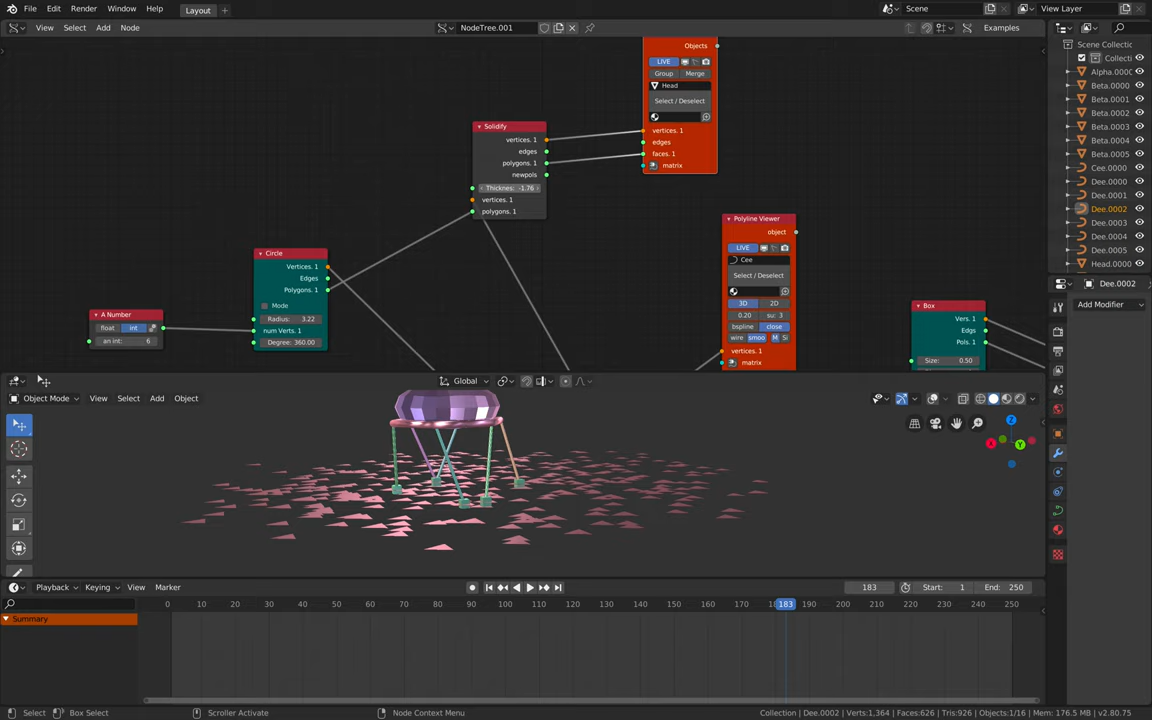 File Edit Render Window Help Layout + Scene View Layer
View Select Add Node NodeTree.001 Examples
Objects
LIVE
Group Merge
Head
Select / Deselect
vertices. 1
edges
faces. 1
matrix
Solidify
vertices. 1
edges
polygons. 1
newpols
Thicknes: -1.76
vertices. 1
polygons. 1
Polyline Viewer
object
LIVE
Cee
Select / Deselect
3D 2D
0.20 su: 3
bspline close
wire smoo M Si
vertices. 1
matrix
Circle
Vertices. 1
Edges
Polygons. 1
Mode
Radius: 3.22
num Verts. 1
Degree: 360.00
A Number
float int
an int: 6
Box
Vers. 1
Edgs
Pols. 1
Size: 0.50
Scene Collectic
Collecti
Alpha.000(
Beta.0000
Beta.0001
Beta.0002
Beta.0003
Beta.0004
Beta.0005
Cee.0000
Dee.0000
Dee.0001
Dee.0002
Dee.0003
Dee.0004
Dee.0005
Head.0000
Dee.0002
Add Modifier
Global
Object Mode View Select Add Object
Z
X
Y
Playback Keying View Marker 183 Start: 1 End: 250
0 10 20 30 40 50 60 70 80 90 100 110 120 130 140 150 160 170 183 190 200 210 220 230 240 250
Summary
Select Box Select Scroller Activate Node Context Menu Collection | Dee.0002 | Verts:1,364 | Faces:626 | Tris:926 | Objects:1/16 | Mem: 176.5 MB | v2.80.75